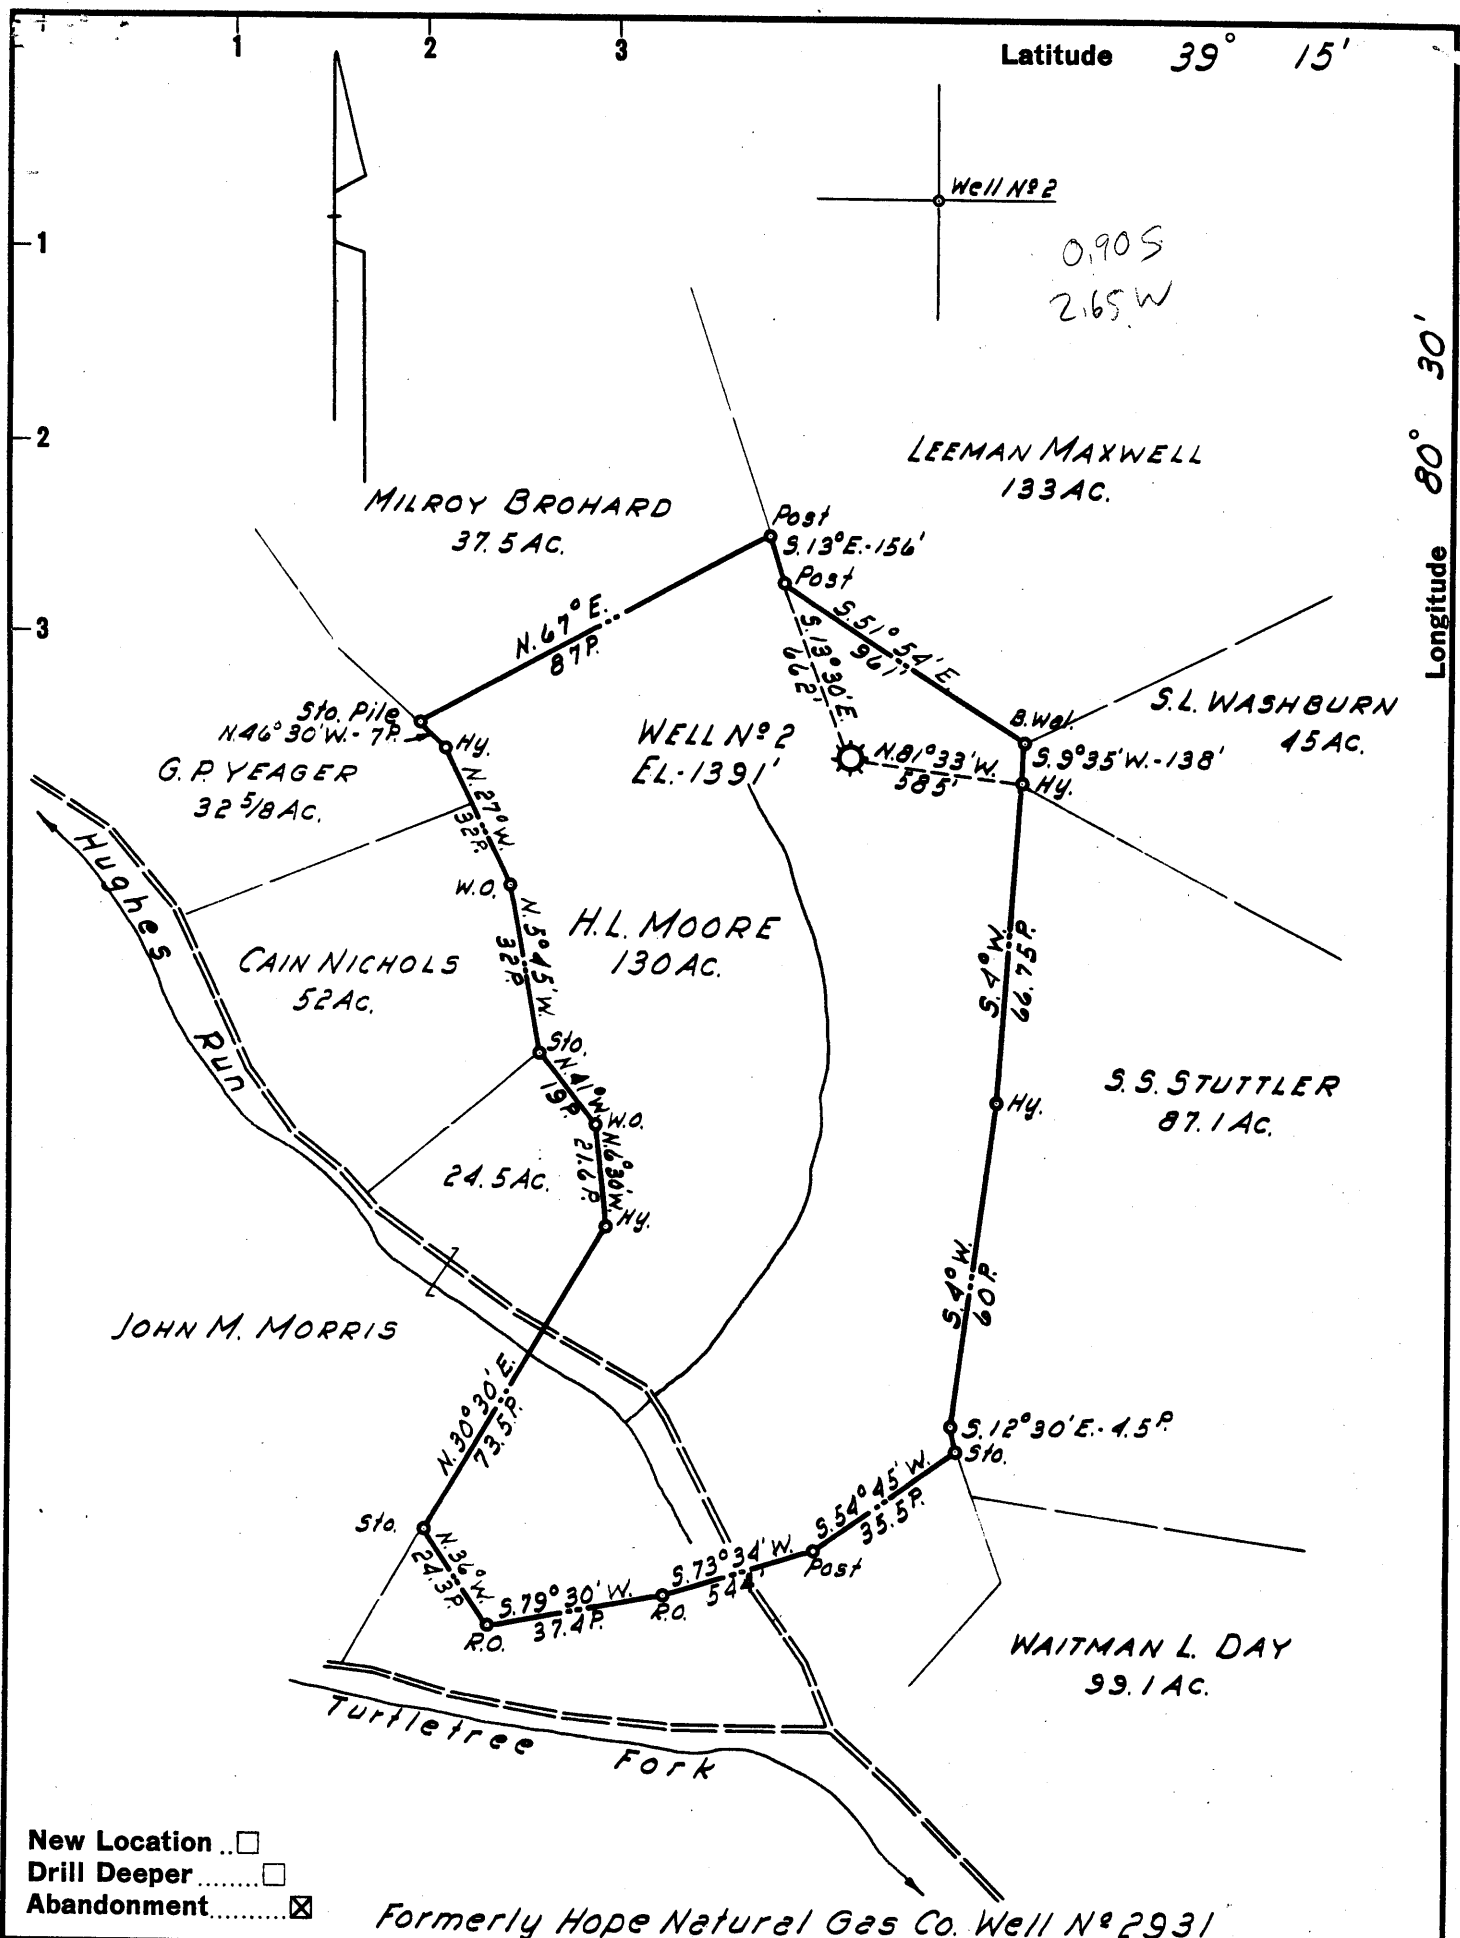 1 2 3
Latitude 39° 15'
Well Nº 2
0.90 S
2.65 W
1
2
3
Longitude 80° 30'
LEEMAN MAXWELL
133 AC.
MILROY BROHARD
37.5 AC.
Post
S.13°E.-156'
Post
N.67°E.
87P.
S.51°54'E.
961'
S.13°30'E.
662'
Sto. Pile
N.46°30'W.-7P.
Hy.
B.Wal.
S.L. WASHBURN
45 AC.
WELL Nº 2
EL.-1391'
N.81°33'W.
585'
S.9°35'W.-138'
Hy.
G.P. YEAGER
32 5/8 AC.
N.27°W.
32P.
W.O.
Hughes Run
H.L. MOORE
130 AC.
CAIN NICHOLS
52 AC.
N.5°45'W.
32P.
S.4°W.
66.75P.
Sto.
N.41°W.
19P.
W.O.
Hy.
S.S. STUTTLER
87.1 AC.
N.6°30'W.
21.6P.
24.5 AC.
Hy.
S.4°W.
60P.
JOHN M. MORRIS
N.30°30'E.
73.5P.
S.12°30'E.-4.5P.
Sto.
S.54°45'W.
35.5P.
Sto.
N.36°W.
24.3P.
S.73°34'W.
544'
Post
S.79°30'W.
37.4P.
R.O.
R.O.
WAITMAN L. DAY
99.1 AC.
Turtletree Fork
New Location ..☐
Drill Deeper ........☐
Abandonment..........☒
Formerly Hope Natural Gas Co. Well Nº 2931